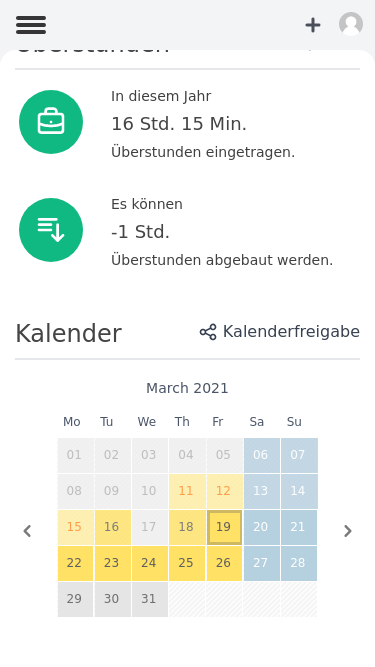 Überstunden
In diesem Jahr
16 Std. 15 Min.
Überstunden eingetragen.
Es können
-1 Std.
Überstunden abgebaut werden.
Kalender
Kalenderfreigabe
March 2021
Mo Tu We Th Fr Sa Su
01 02 03 04 05 06 07
08 09 10 11 12 13 14
15 16 17 18 19 20 21
22 23 24 25 26 27 28
29 30 31